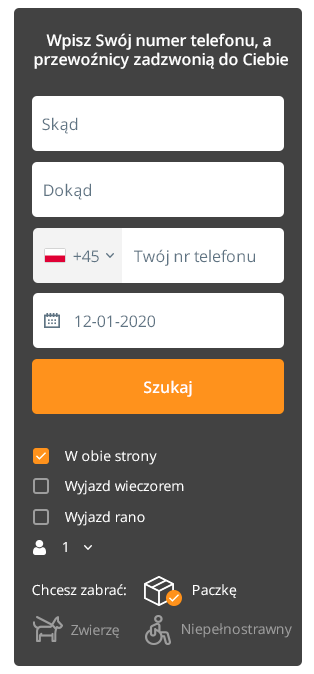 Wpisz Swój numer telefonu, a
przewoźnicy zadzwonią do Ciebie
Skąd
Dokąd
+45 Twój nr telefonu
12-01-2020
Szukaj
W obie strony
Wyjazd wieczorem
Wyjazd rano
1
Chcesz zabrać: Paczkę
Zwierzę Niepełnostrawny